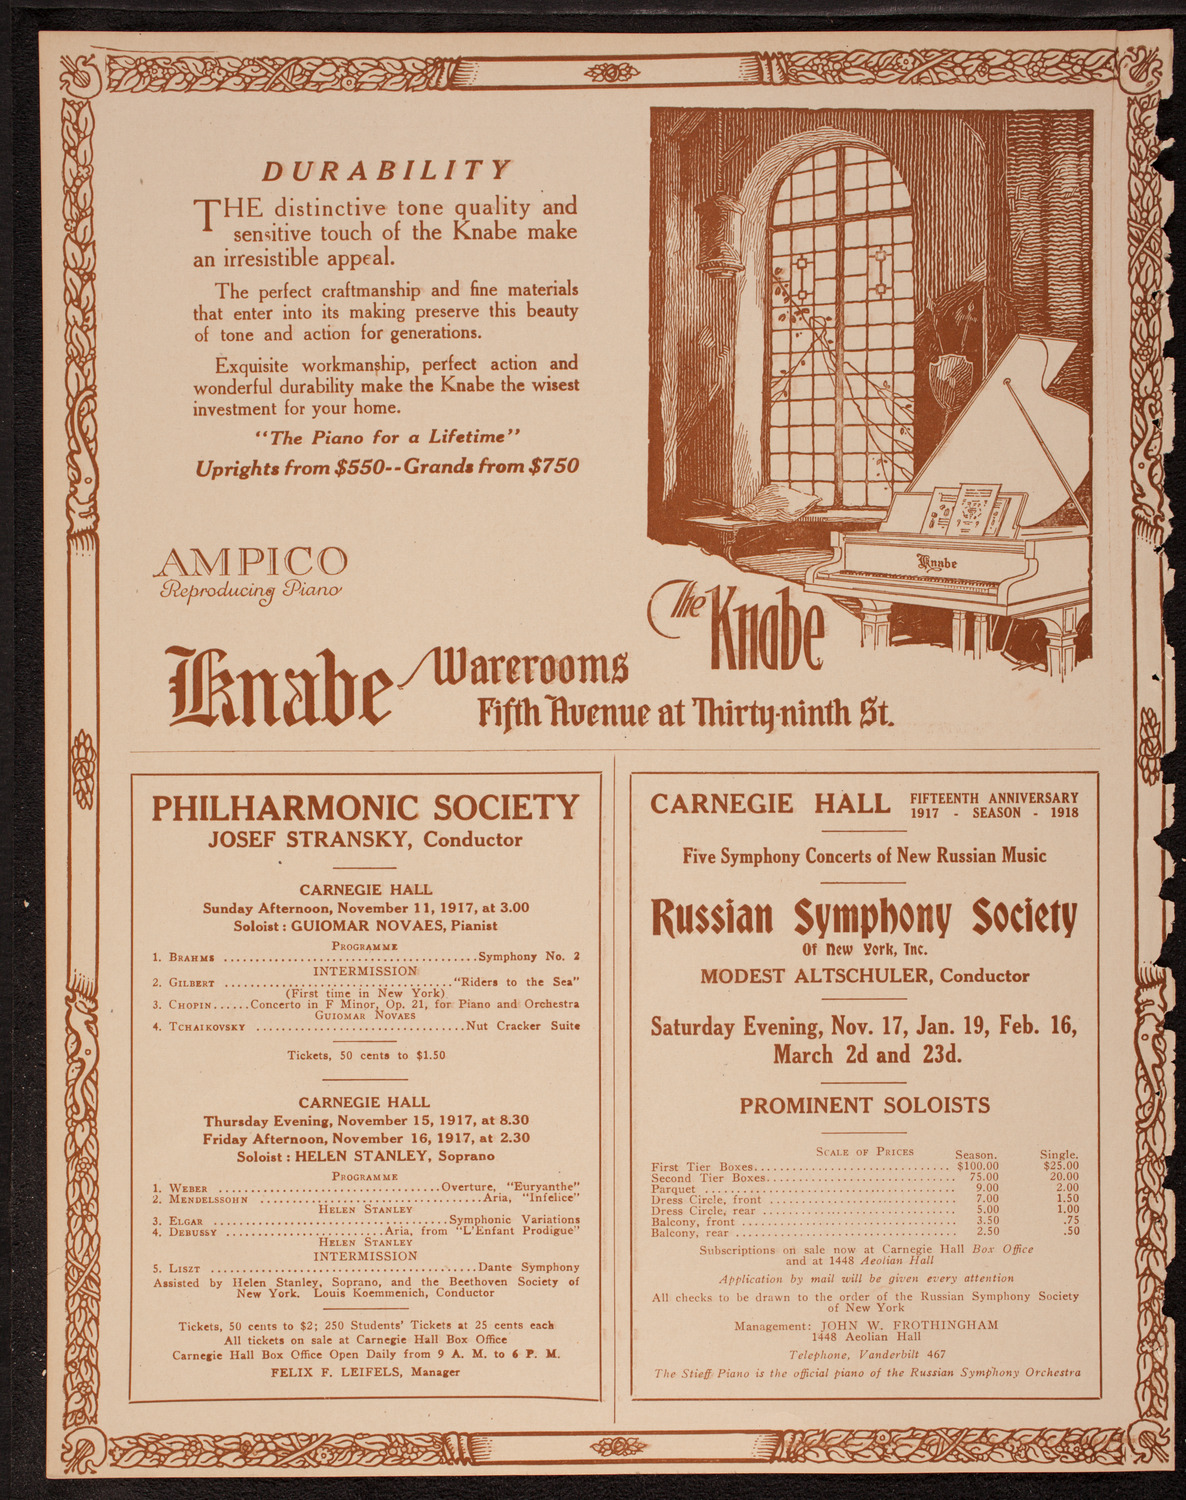 DURABILITY
THE distinctive tone quality and
sensitive touch of the Knabe make
an irresistible appeal.
The perfect craftmanship and fine materials
that enter into its making preserve this beauty
of tone and action for generations.
Exquisite workmanship, perfect action and
wonderful durability make the Knabe the wisest
investment for your home.
"The Piano for a Lifetime"
Uprights from $550--Grands from $750
AMPICO
Reproducing Piano
Knabe
The Knabe
Knabe Warerooms
Fifth Avenue at Thirty-ninth St.
PHILHARMONIC SOCIETY
JOSEF STRANSKY, Conductor
CARNEGIE HALL
Sunday Afternoon, November 11, 1917, at 3.00
Soloist : GUIOMAR NOVAES, Pianist
PROGRAMME
1. BRAHMS ........................................Symphony No. 2
INTERMISSION
2. GILBERT ....................................."Riders to the Sea"
(First time in New York)
3. CHOPIN......Concerto in F Minor, Op. 21, for Piano and Orchestra
GUIOMAR NOVAES
4. TCHAIKOVSKY .................................Nut Cracker Suite
Tickets, 50 cents to $1.50
CARNEGIE HALL
Thursday Evening, November 15, 1917, at 8.30
Friday Afternoon, November 16, 1917, at 2.30
Soloist : HELEN STANLEY, Soprano
PROGRAMME
1. WEBER ...................................Overture, "Euryanthe"
2. MENDELSSOHN ...................................Aria, "Infelice"
HELEN STANLEY
3. ELGAR .....................................Symphonic Variations
4. DEBUSSY .........................Aria, from "L'Enfant Prodigue"
HELEN STANLEY
INTERMISSION
5. LISZT ..........................................Dante Symphony
Assisted by Helen Stanley, Soprano, and the Beethoven Society of
New York. Louis Koemmenich, Conductor
Tickets, 50 cents to $2; 250 Students' Tickets at 25 cents each
All tickets on sale at Carnegie Hall Box Office
Carnegie Hall Box Office Open Daily from 9 A. M. to 6 P. M.
FELIX F. LEIFELS, Manager
CARNEGIE HALL FIFTEENTH ANNIVERSARY
1917 - SEASON - 1918
Five Symphony Concerts of New Russian Music
Russian Symphony Society
Of New York, Inc.
MODEST ALTSCHULER, Conductor
Saturday Evening, Nov. 17, Jan. 19, Feb. 16,
March 2d and 23d.
PROMINENT SOLOISTS
SCALE OF PRICES Season. Single.
First Tier Boxes............................... $100.00 $25.00
Second Tier Boxes.............................. 75.00 20.00
Parquet ....................................... 9.00 2.00
Dress Circle, front ........................... 7.00 1.50
Dress Circle, rear ............................ 5.00 1.00
Balcony, front ................................ 3.50 .75
Balcony, rear ................................. 2.50 .50
Subscriptions on sale now at Carnegie Hall Box Office
and at 1448 Aeolian Hall
Application by mail will be given every attention
All checks to be drawn to the order of the Russian Symphony Society
of New York
Management: JOHN W. FROTHINGHAM
1448 Aeolian Hall
Telephone, Vanderbilt 467
The Stieff Piano is the official piano of the Russian Symphony Orchestra